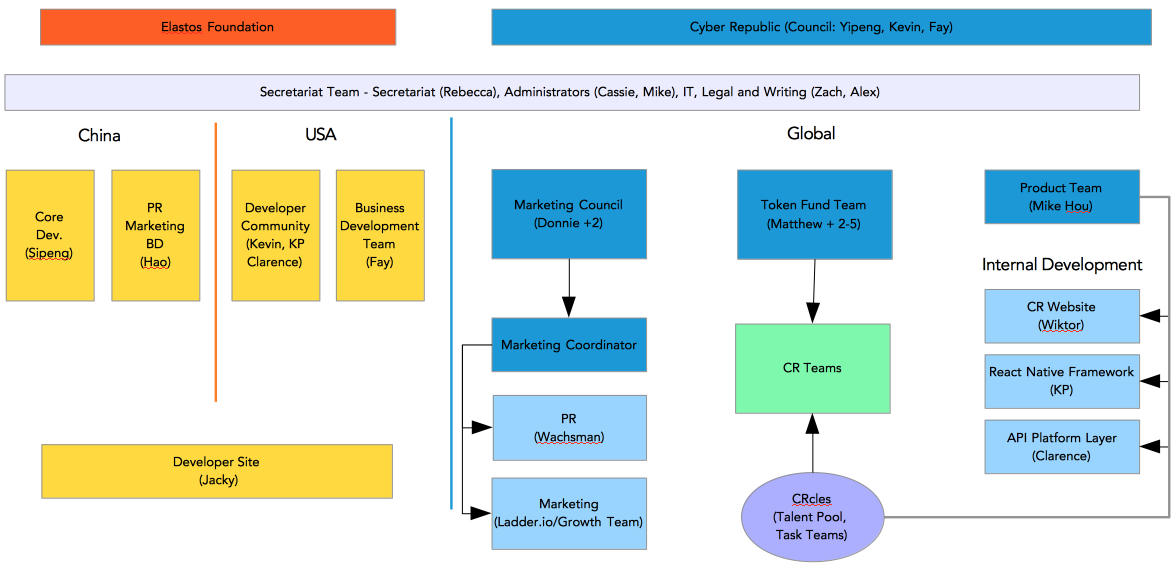 Elastos Foundation
Cyber Republic (Council: Yipeng, Kevin, Fay)
Secretariat Team - Secretariat (Rebecca), Administrators (Cassie, Mike), IT, Legal and Writing (Zach, Alex)
China
USA
Global
Core
Dev.
(Sipeng)
PR
Marketing
BD
(Hao)
Developer
Community
(Kevin, KP
Clarence)
Business
Development
Team
(Fay)
Marketing Council
(Donnie +2)
Token Fund Team
(Matthew + 2-5)
Product Team
(Mike Hou)
Internal Development
Marketing Coordinator
CR Teams
CR Website
(Wiktor)
React Native Framework
(KP)
API Platform Layer
(Clarence)
PR
(Wachsman)
Developer Site
(Jacky)
Marketing
(Ladder.io/Growth Team)
CRcles
(Talent Pool,
Task Teams)